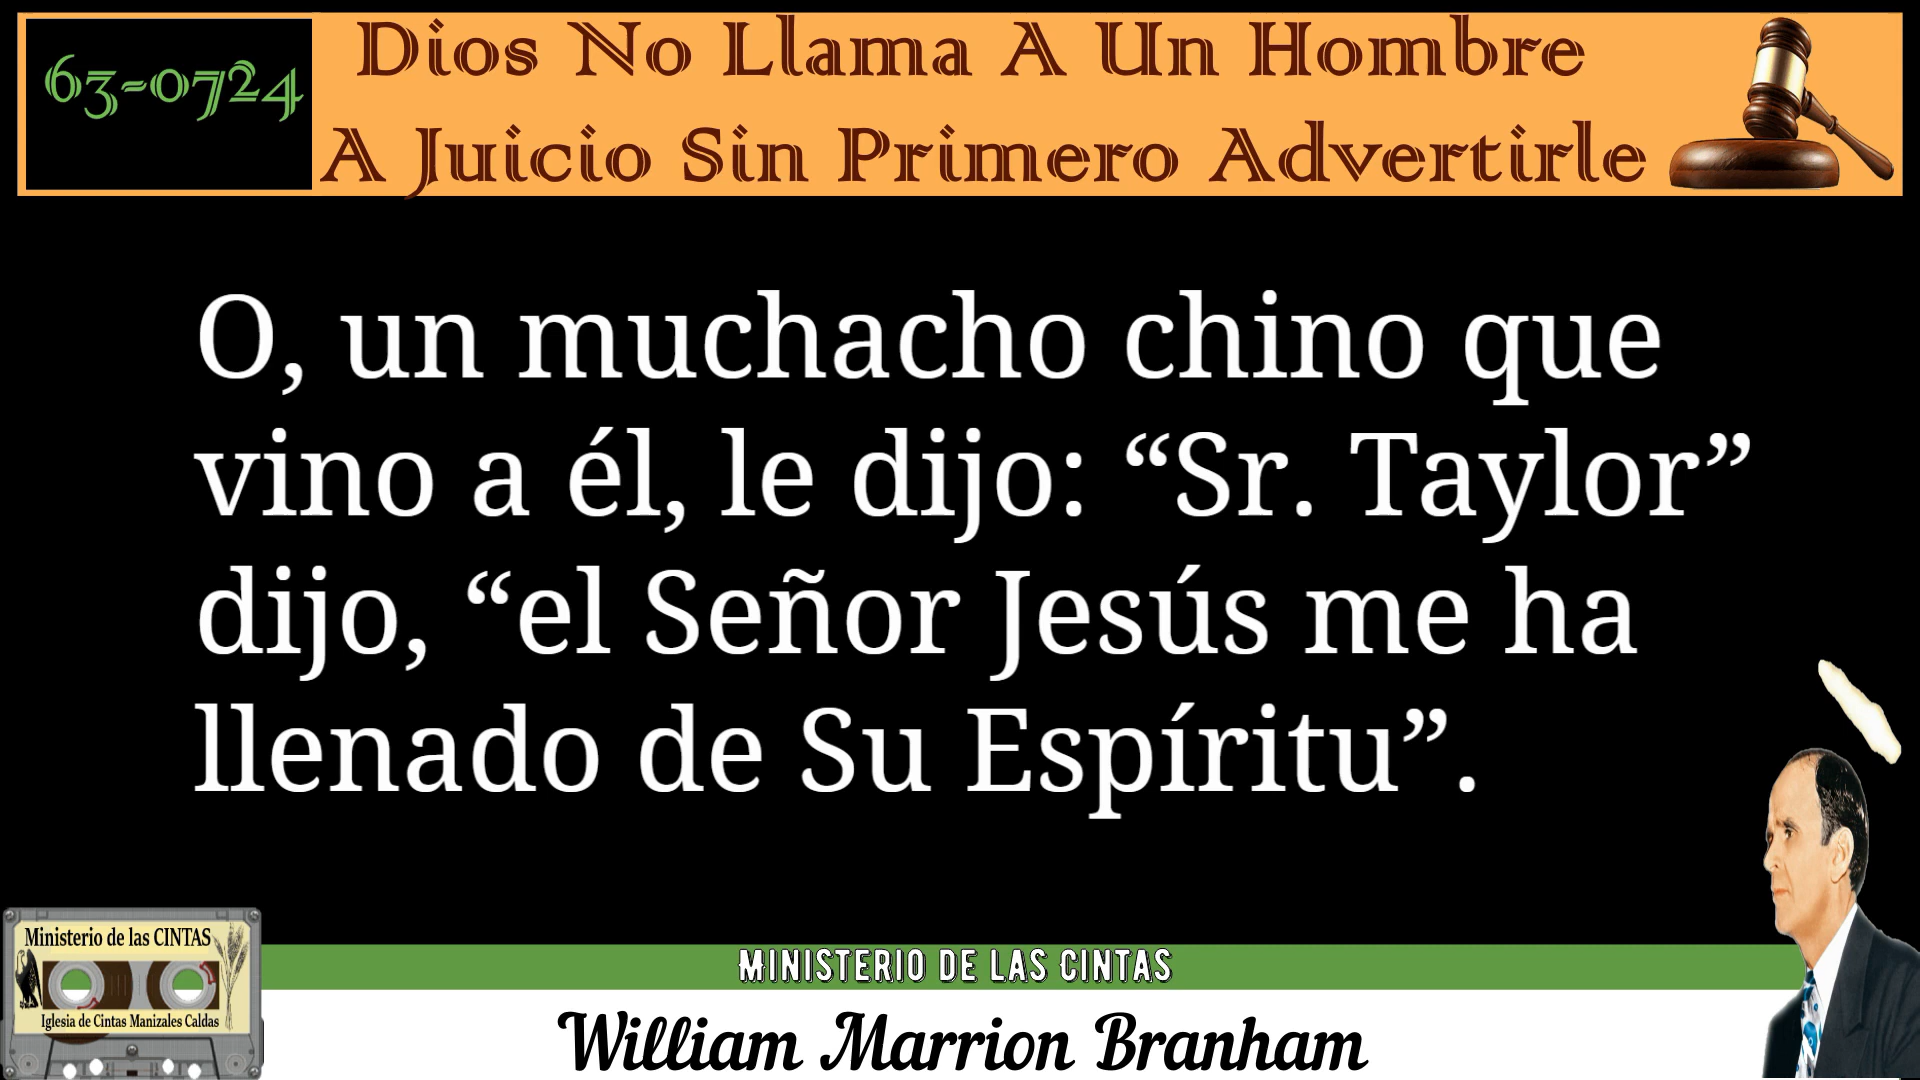 63-0724
Dios No Llama A Un Hombre
A Juicio Sin Primero Advertirle
O, un muchacho chino que
vino a él, le dijo: “Sr. Taylor”
dijo, “el Señor Jesús me ha
llenado de Su Espíritu”.
Ministerio de las CINTAS
Iglesia de Cintas Manizales Caldas
MINISTERIO DE LAS CINTAS
William Marrion Branham